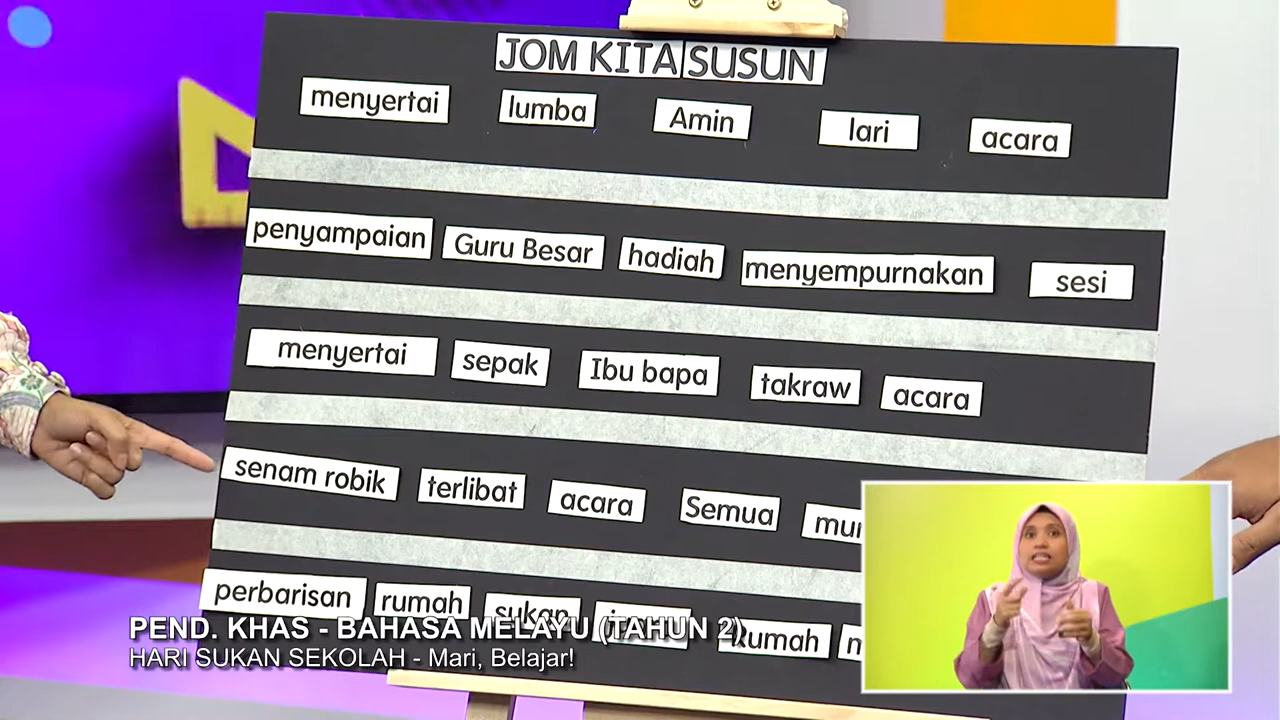 JOM KITA SUSUN
menyertai lumba Amin lari acara
penyampaian Guru Besar hadiah menyempurnakan sesi
menyertai sepak Ibu bapa takraw acara
senam robik terlibat acara Semua
perbarisan rumah sukan
PEND. KHAS - BAHASA MELAYU (TAHUN 2)
HARI SUKAN SEKOLAH - Mari, Belajar!